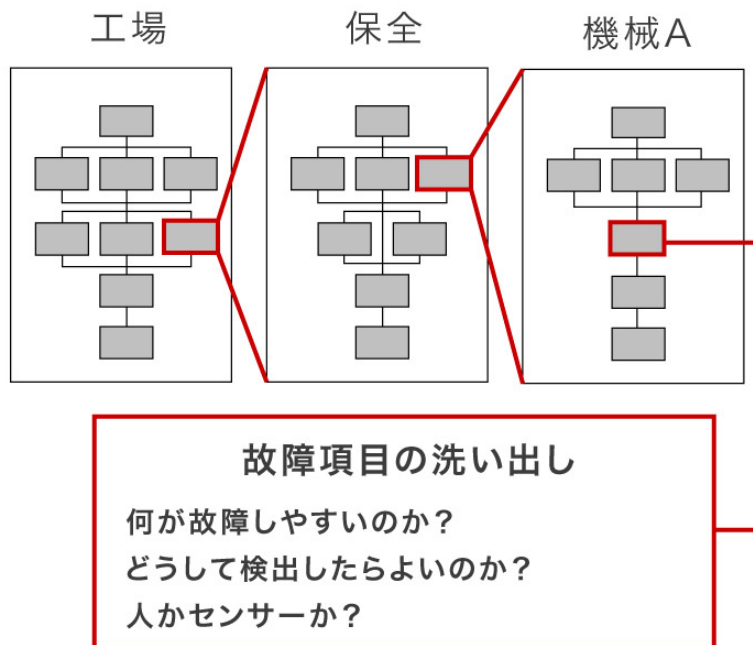 工場
保全
機械A
故障項目の洗い出し
何が故障しやすいのか？
どうして検出したらよいのか？
人かセンサーか？